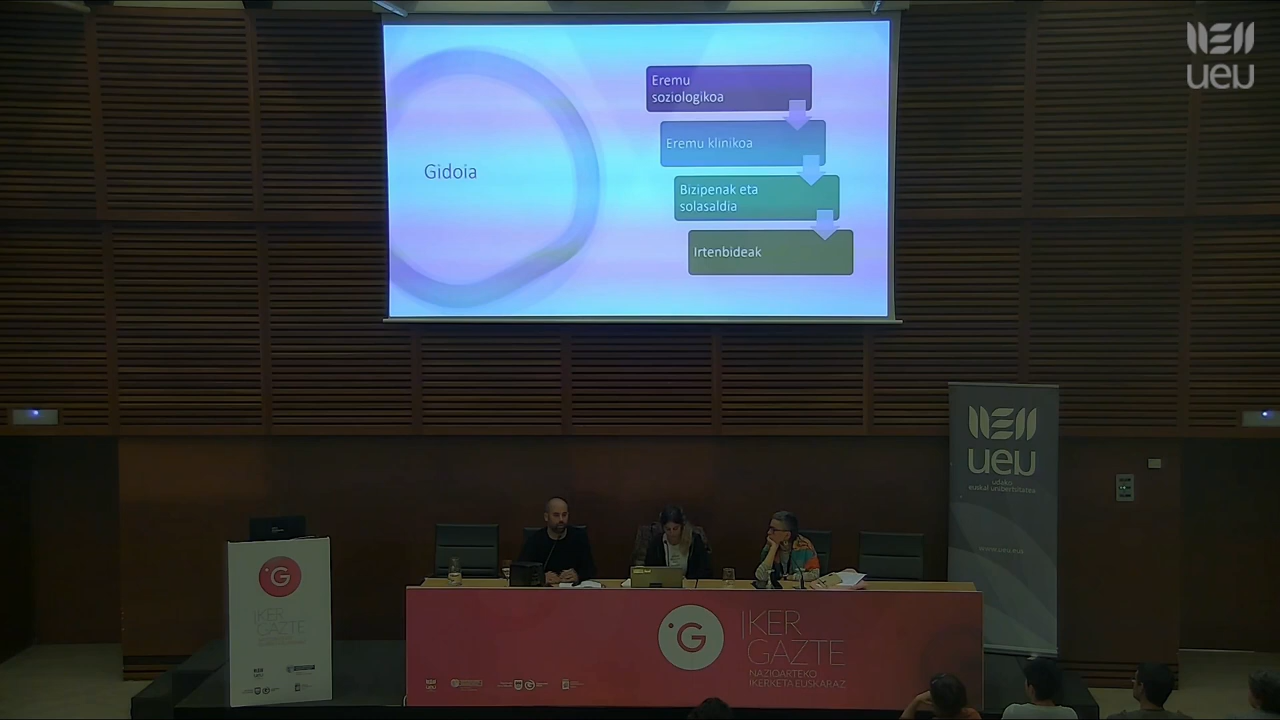 Gidoia
Eremu
soziologikoa
Eremu klinikoa
Bizipenak eta
solasaldia
Irtenbideak
ueu
ueu
udako
euskal unibertsitatea
www.ueu.eus
G
IKER
GAZTE
G
IKER
GAZTE
NAZIOARTEKO
IKERKETA EUSKARAZ